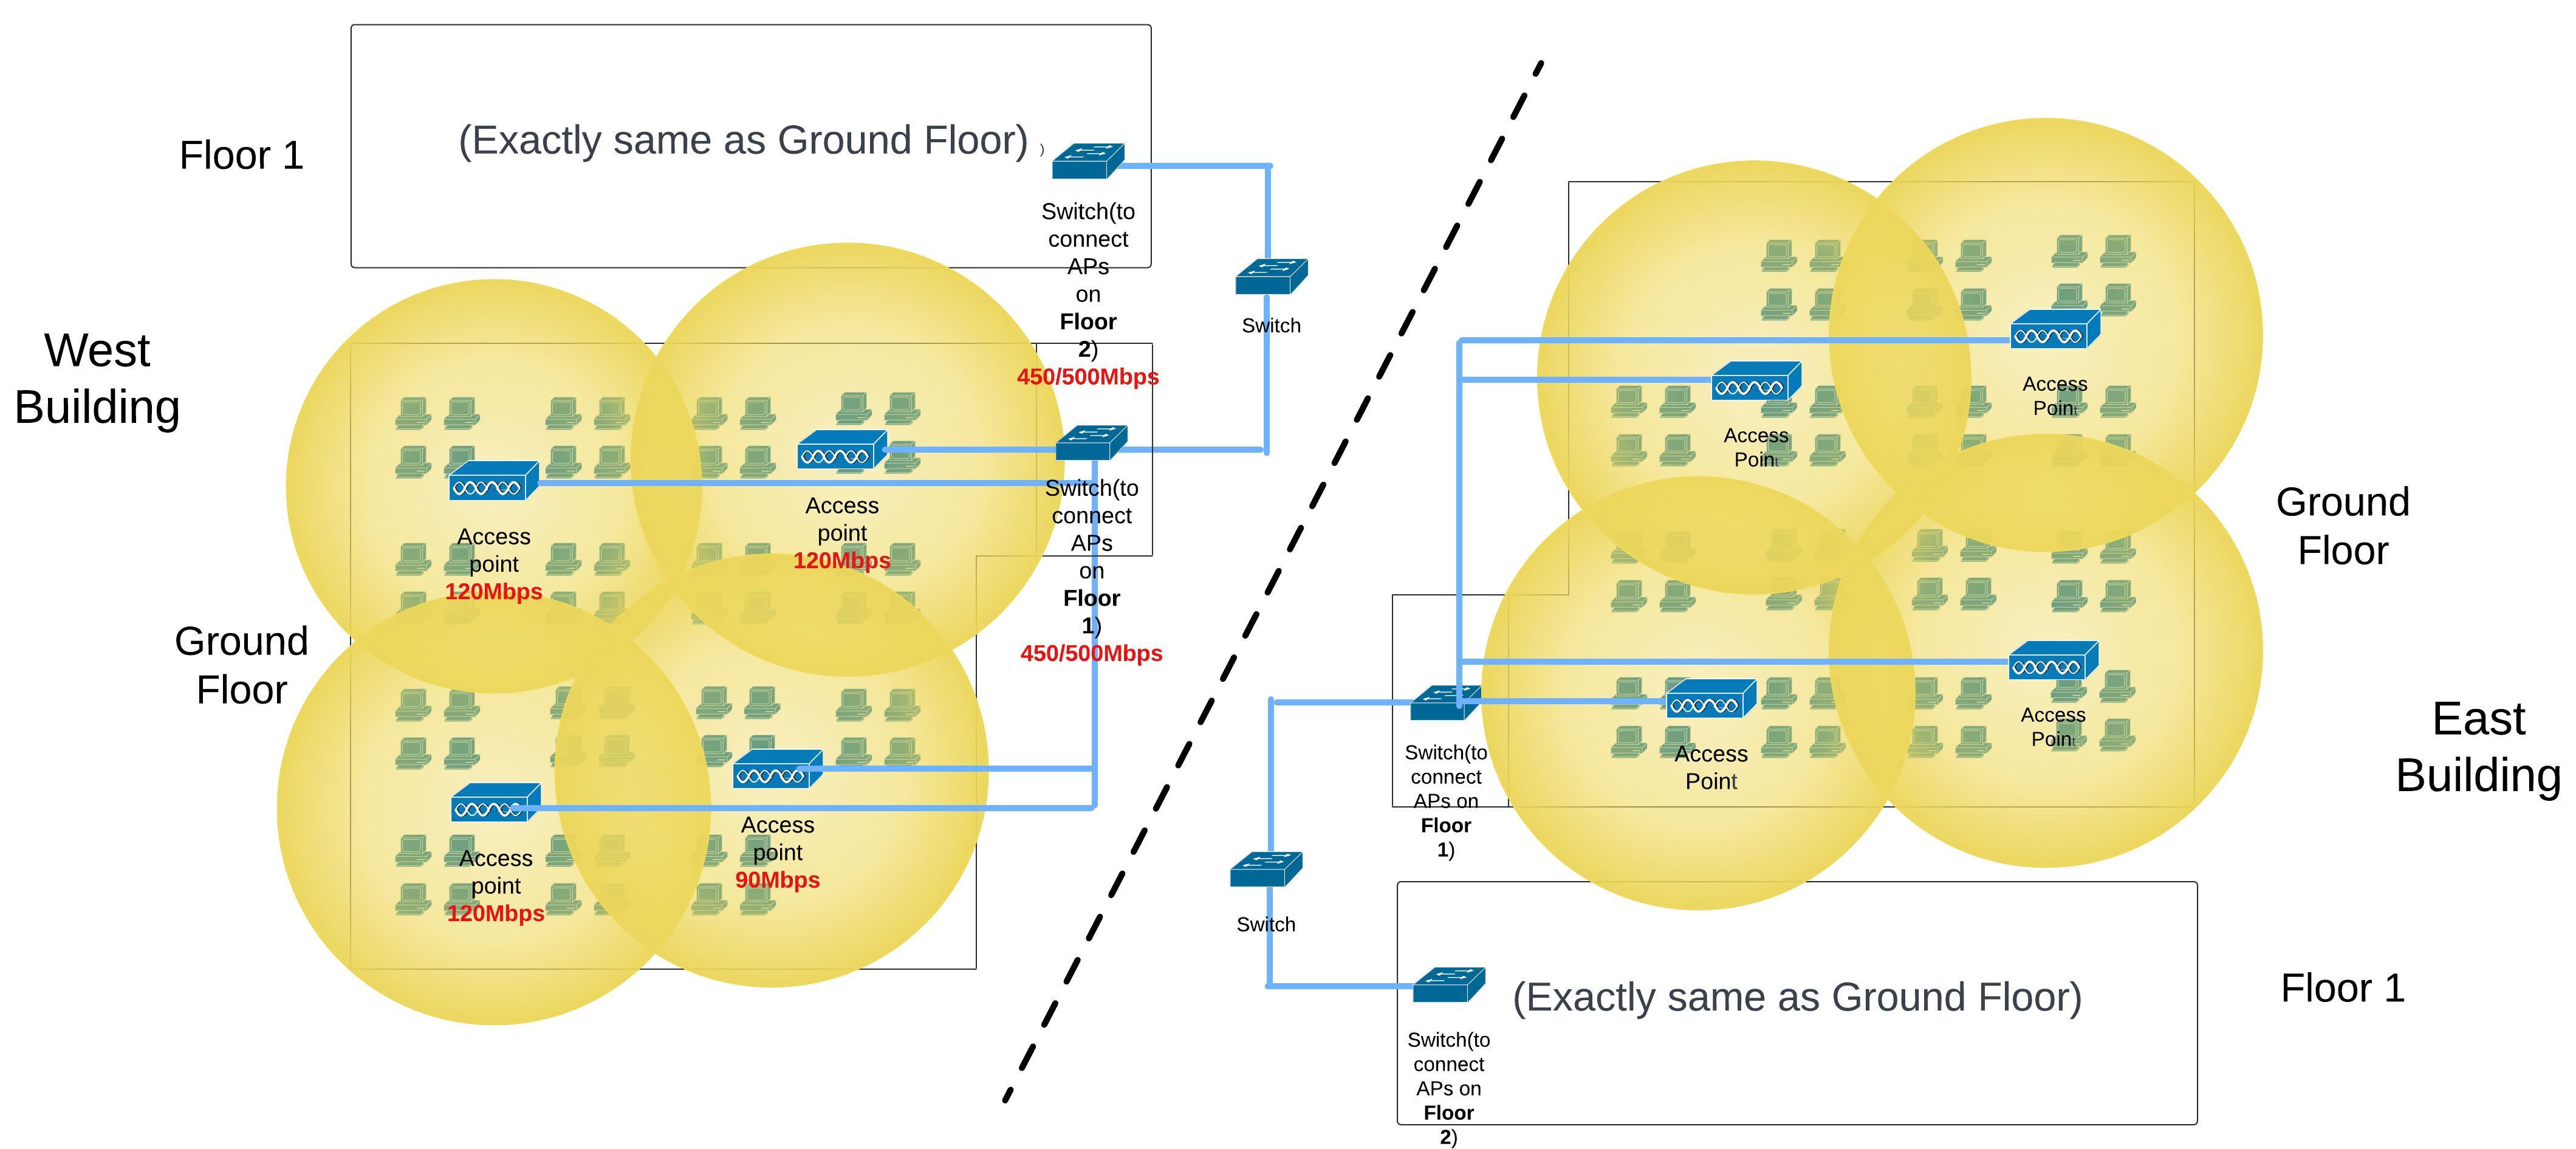 Floor 1
(Exactly same as Ground Floor)
)
Switch(to
connect
APs
on
Floor
2)
450/500Mbps
Switch
West
Building
Access
point
120Mbps
Access
point
120Mbps
Switch(to
connect
APs
on
Floor
1)
450/500Mbps
Ground
Floor
Access
point
120Mbps
Access
point
90Mbps
Access
Point
Access
Point
Ground
Floor
Access
Point
Access
Point
East
Building
Switch(to
connect
APs on
Floor
1)
Switch
(Exactly same as Ground Floor)
Floor 1
Switch(to
connect
APs on
Floor
2)